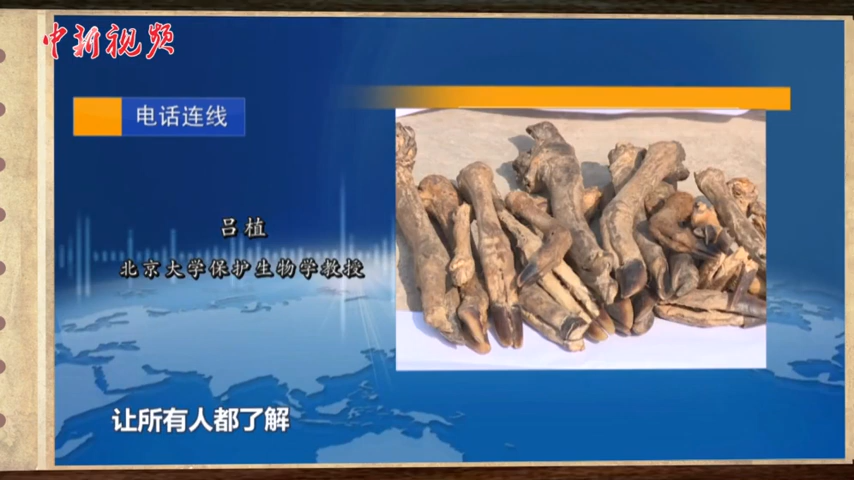 中新视频
电话连线
吕植
北京大学保护生物学教授
让所有人都了解